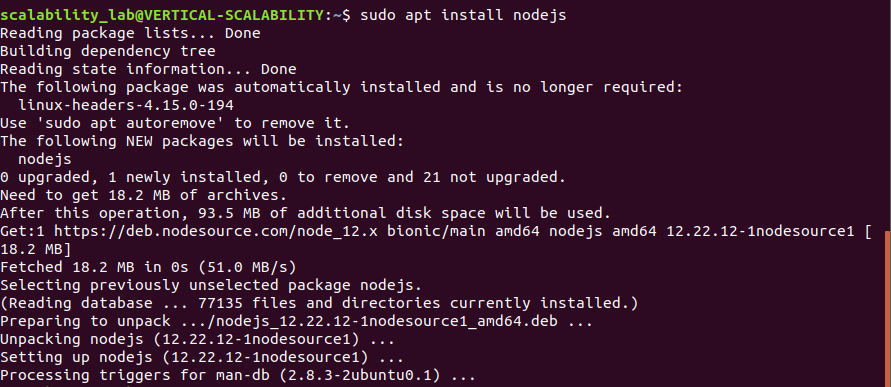 scalability_lab@VERTICAL-SCALABILITY:~$ sudo apt install nodejs
Reading package lists... Done
Building dependency tree
Reading state information... Done
The following package was automatically installed and is no longer required:
  linux-headers-4.15.0-194
Use 'sudo apt autoremove' to remove it.
The following NEW packages will be installed:
  nodejs
0 upgraded, 1 newly installed, 0 to remove and 21 not upgraded.
Need to get 18.2 MB of archives.
After this operation, 93.5 MB of additional disk space will be used.
Get:1 https://deb.nodesource.com/node_12.x bionic/main amd64 nodejs amd64 12.22.12-1nodesource1 [
18.2 MB]
Fetched 18.2 MB in 0s (51.0 MB/s)
Selecting previously unselected package nodejs.
(Reading database ... 77135 files and directories currently installed.)
Preparing to unpack .../nodejs_12.22.12-1nodesource1_amd64.deb ...
Unpacking nodejs (12.22.12-1nodesource1) ...
Setting up nodejs (12.22.12-1nodesource1) ...
Processing triggers for man-db (2.8.3-2ubuntu0.1) ...